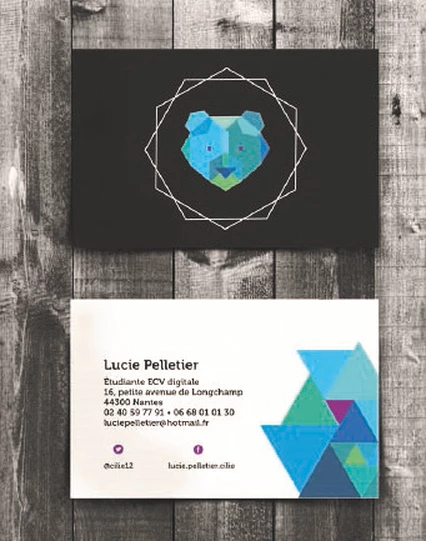 Lucie Pelletier
Étudiante ECV digitale
16, petite avenue de Longchamp
44300 Nantes
02 40 59 77 91 • 06 68 01 01 30
luciepelletier@hotmail.fr
@cilie12 lucie.pelletier.cilie